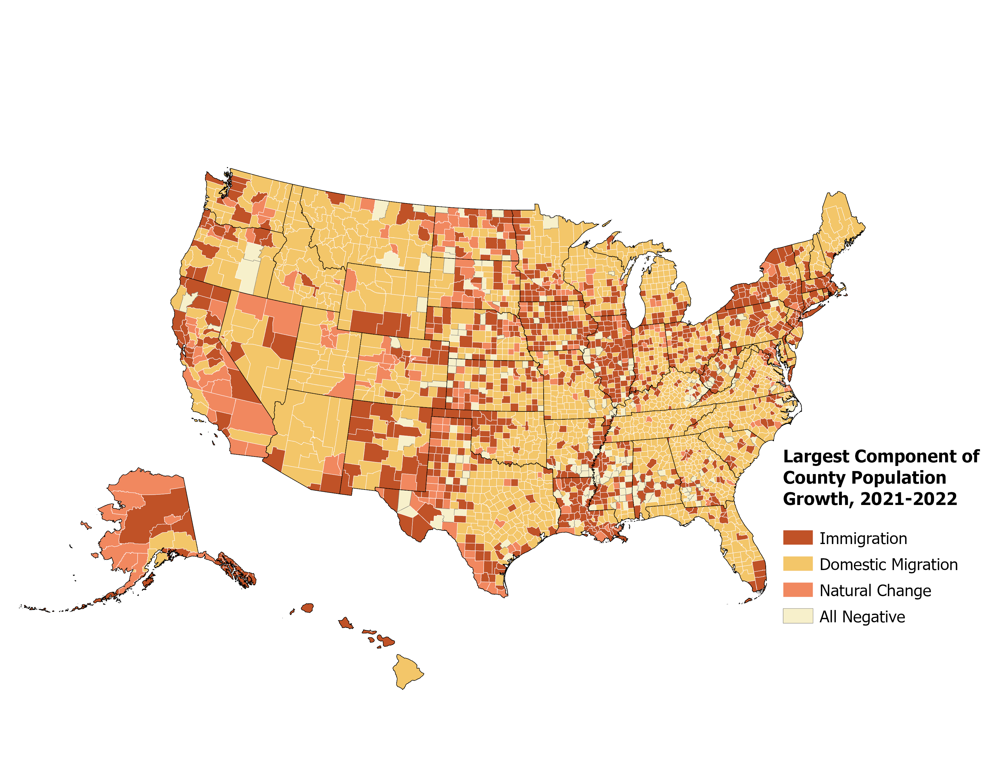 Largest Component of
County Population
Growth, 2021-2022
Immigration
Domestic Migration
Natural Change
All Negative